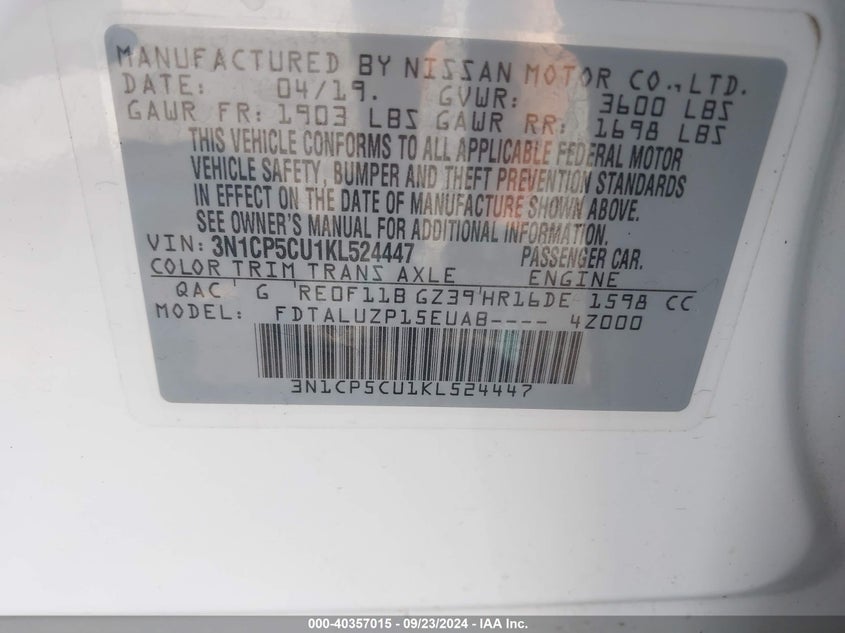 MANUFACTURED BY NISSAN MOTOR CO.,LTD.
DATE: 04/19. GVWR: 3600 LBS
GAWR FR: 1903 LBS GAWR RR: 1698 LBS
THIS VEHICLE CONFORMS TO ALL APPLICABLE FEDERAL MOTOR
VEHICLE SAFETY, BUMPER AND THEFT PREVENTION STANDARDS
IN EFFECT ON THE DATE OF MANUFACTURE SHOWN ABOVE.
SEE OWNER'S MANUAL FOR ADDITIONAL INFORMATION.
VIN: 3N1CP5CU1KL524447 PASSENGER CAR.
COLOR TRIM TRANS AXLE ENGINE
QAC ' G 'RE0F11B GZ39'HR16DE 1598 CC
MODEL: FDTALUZP15EUAB---- 4Z000
3N1CP5CU1KL524447
000-40357015 - 09/23/2024 - IAA Inc.